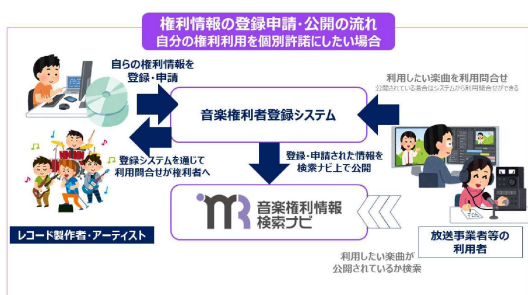 権利情報の登録申請・公開の流れ
自分の権利利用を個別許諾にしたい場合
自らの権利情報を
登録・申請
利用したい楽曲を利用問合せ
公開されている場合はシステムから利用問合せができる
音楽権利者登録システム
登録システムを通じて
利用問合せが権利者へ
登録・申請された情報を
検索ナビ上で公開
音楽権利情報
検索ナビ
レコード製作者・アーティスト
放送事業者等の
利用者
利用したい楽曲が
公開されているか検索